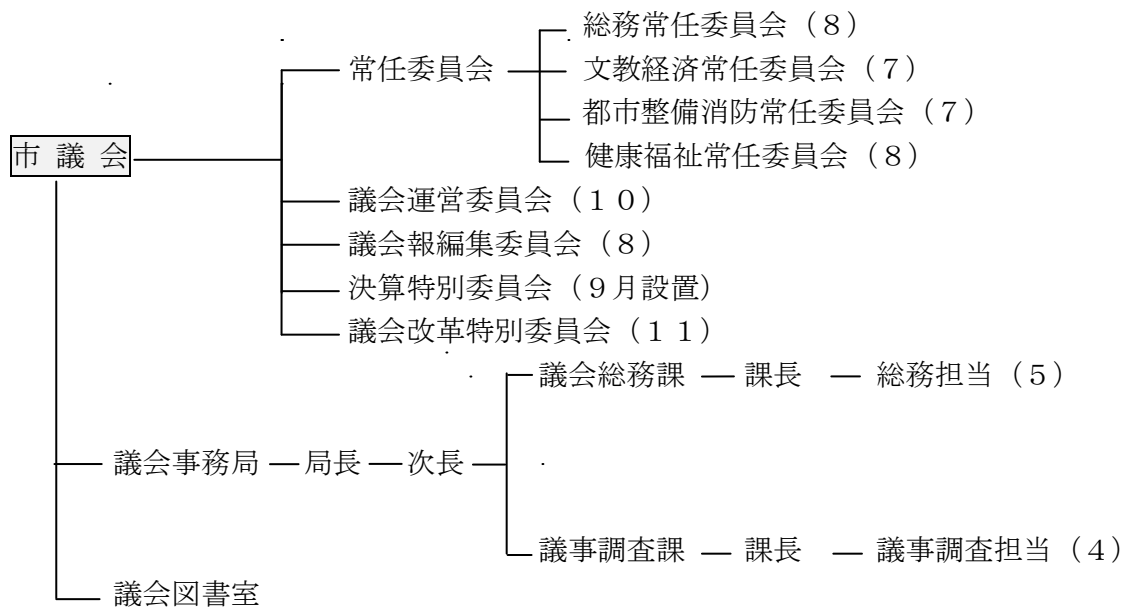 総務常任委員会（８）
常任委員会
文教経済常任委員会（７）
都市整備消防常任委員会（７）
市 議 会
健康福祉常任委員会（８）
議会運営委員会（１０）
議会報編集委員会（８）
決算特別委員会（９月設置）
議会改革特別委員会（１１）
議会総務課 課長 総務担当（５）
議会事務局 局長 次長
議事調査課 課長 議事調査担当（４）
議会図書室